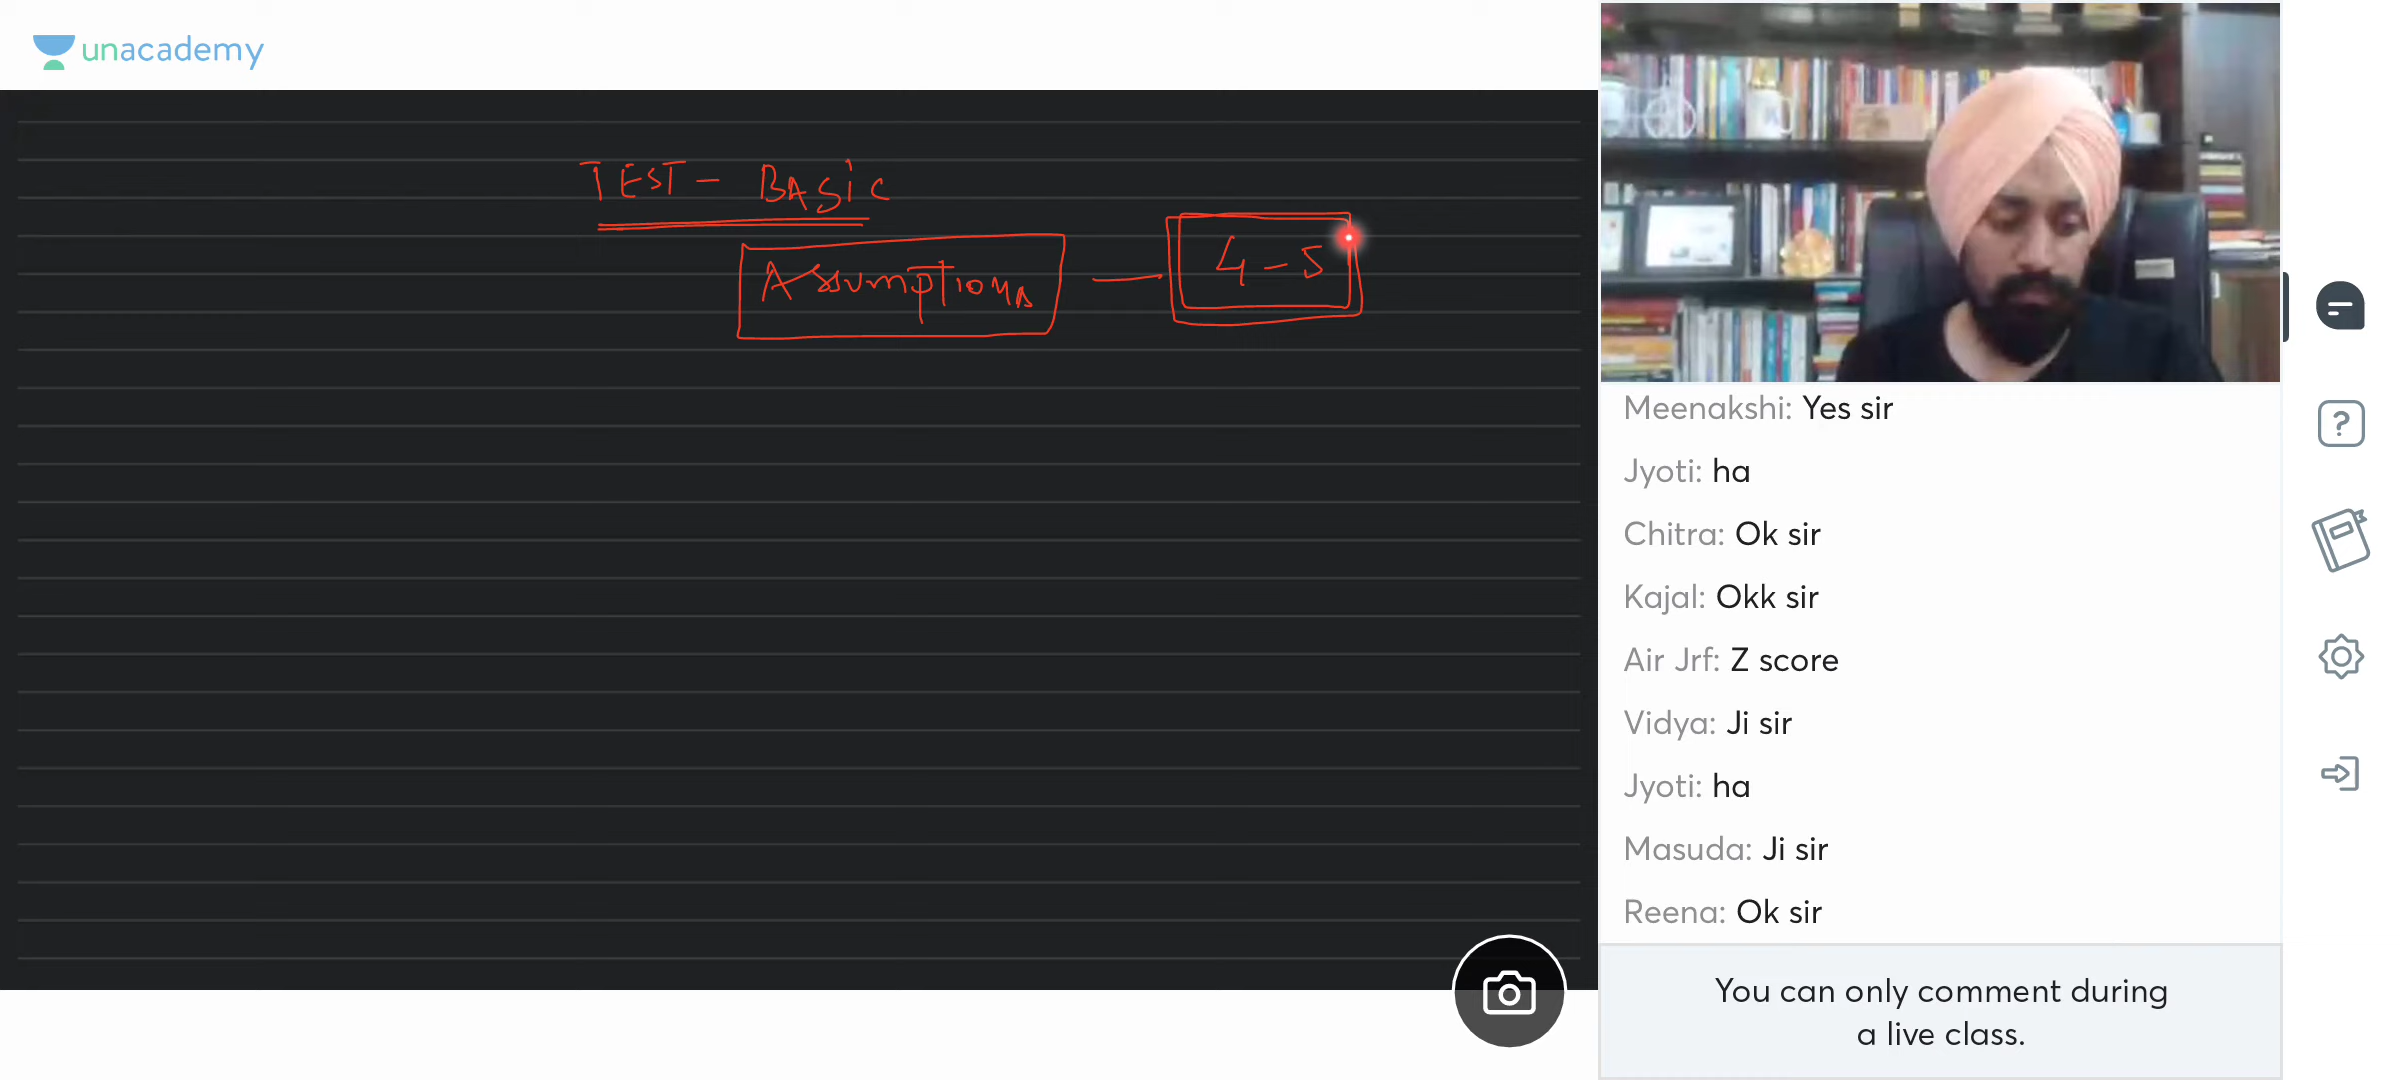 unacademy
TEST - BASIC
Assumptions — 4-5
Meenakshi: Yes sir
Jyoti: ha
Chitra: Ok sir
Kajal: Okk sir
Air Jrf: Z score
Vidya: Ji sir
Jyoti: ha
Masuda: Ji sir
Reena: Ok sir
You can only comment during
a live class.